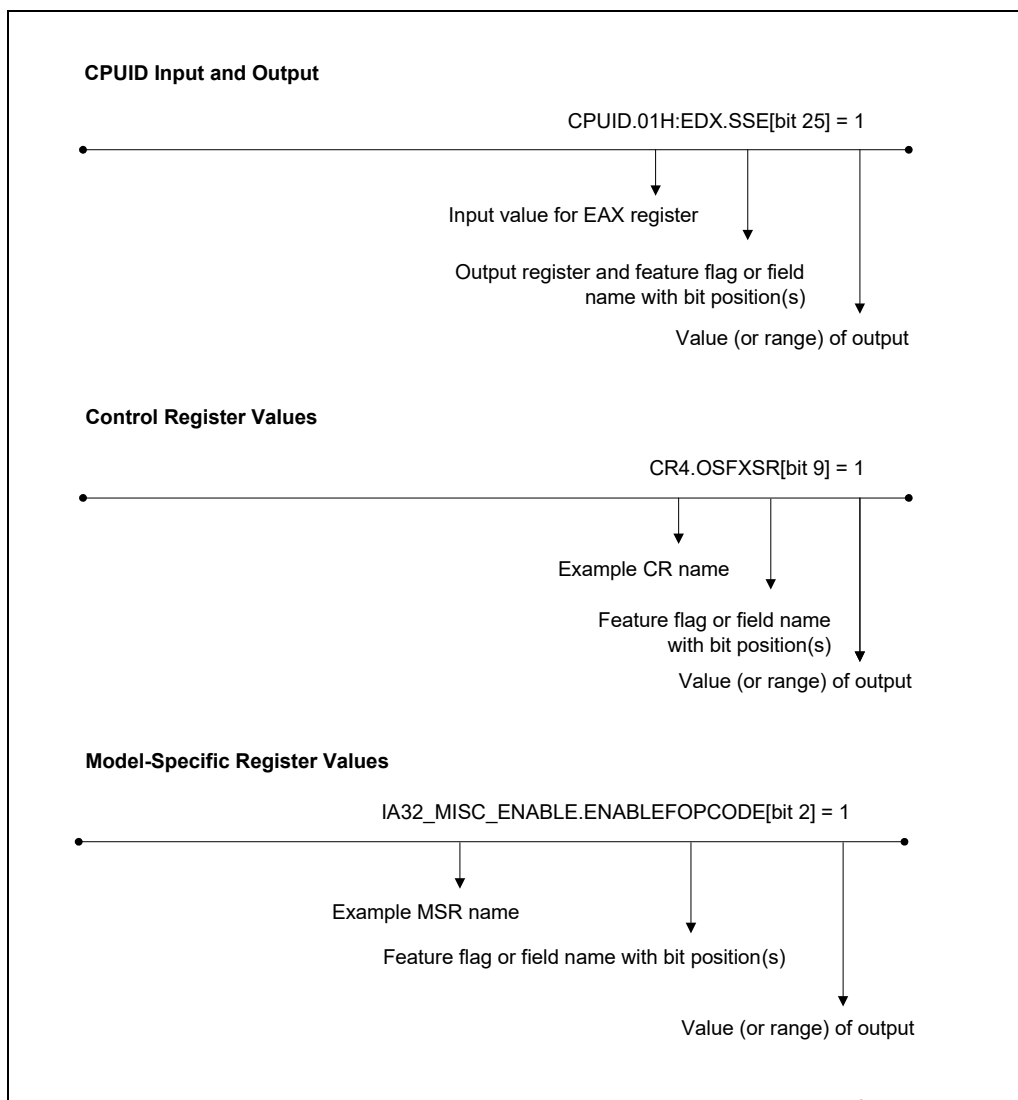 CPUID Input and Output
CPUID.01H:EDX.SSE[bit 25] = 1
Input value for EAX register
Output register and feature flag or field
name with bit position(s)
Value (or range) of output
Control Register Values
CR4.OSFXSR[bit 9] = 1
Example CR name
Feature flag or field name
with bit position(s)
Value (or range) of output
Model-Specific Register Values
IA32_MISC_ENABLE.ENABLEFOPCODE[bit 2] = 1
Example MSR name
Feature flag or field name with bit position(s)
Value (or range) of output